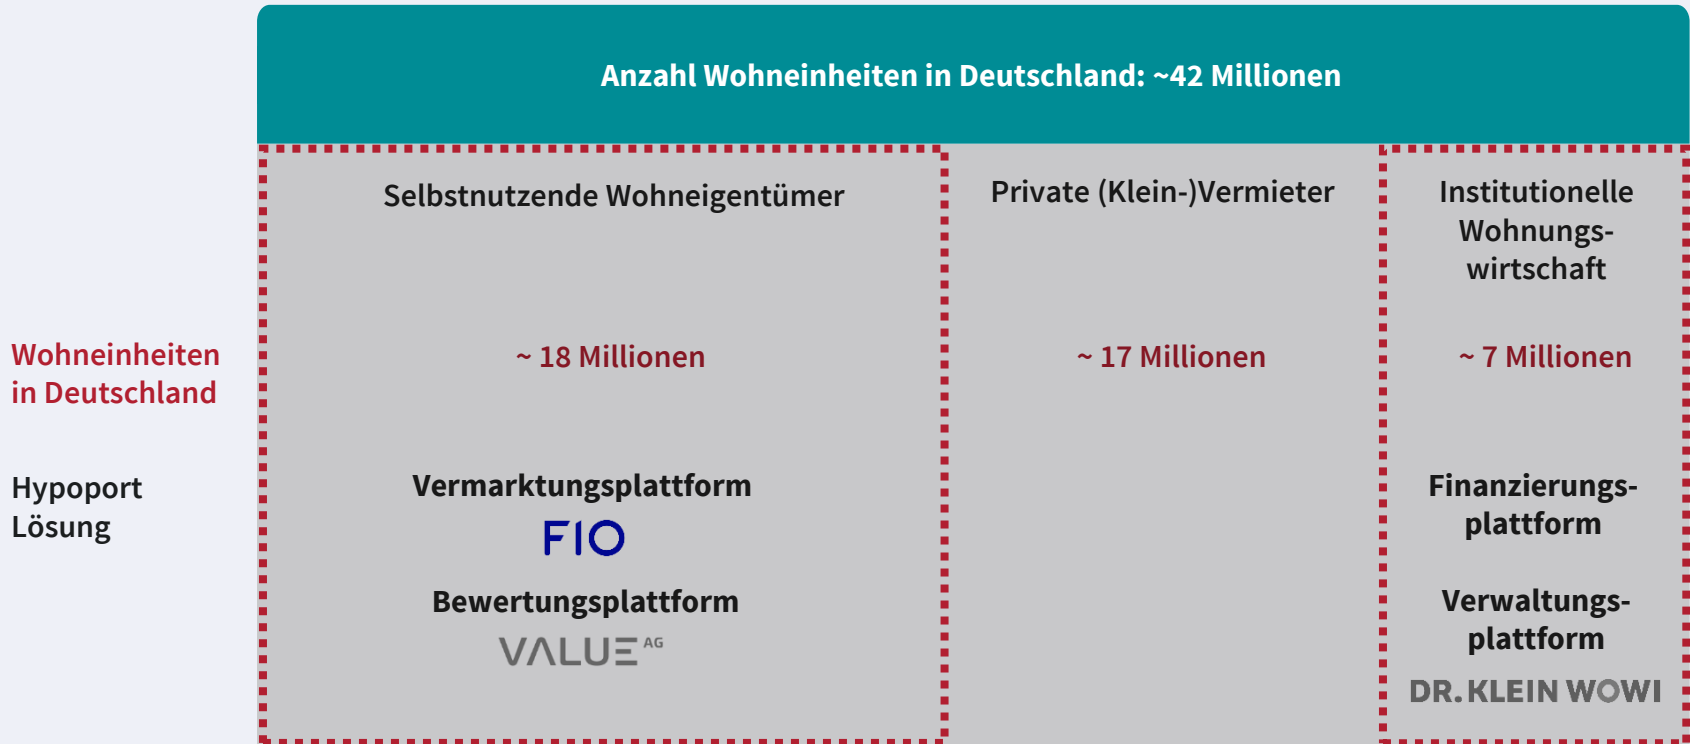 Anzahl Wohneinheiten in Deutschland: ~42 Millionen
Selbstnutzende Wohneigentümer
Private (Klein-)Vermieter
Institutionelle
Wohnungs-
wirtschaft
Wohneinheiten
in Deutschland
~ 18 Millionen
~ 17 Millionen
~ 7 Millionen
Hypoport
Lösung
Vermarktungsplattform
FIO
Bewertungsplattform
VALUE AG
Finanzierungs-
plattform
Verwaltungs-
plattform
DR. KLEIN WOWI